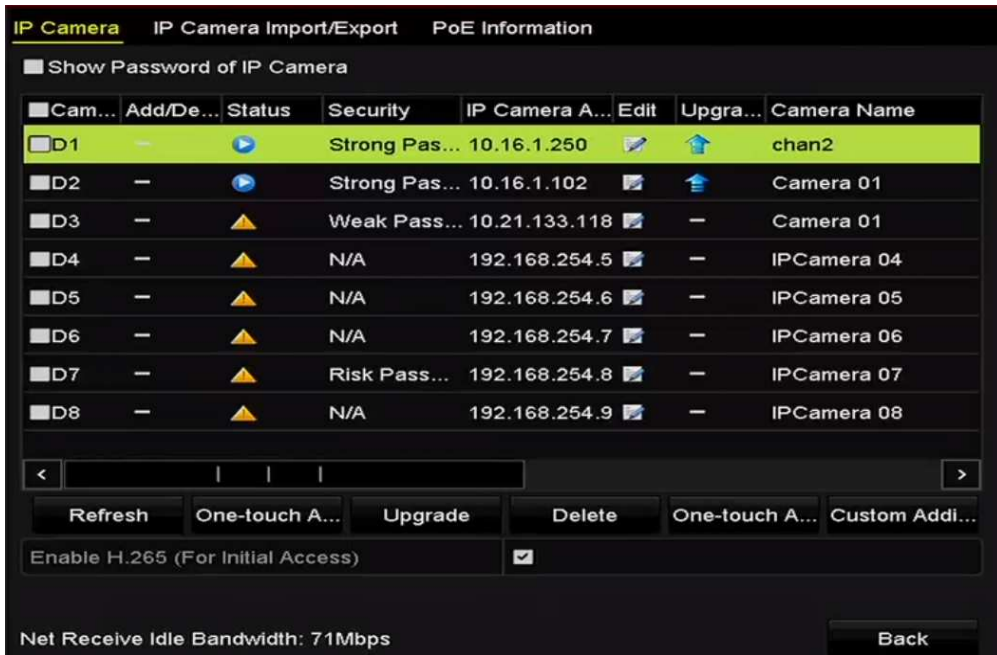 IP Camera IP Camera Import/Export PoE Information
Show Password of IP Camera
Cam... Add/De... Status Security IP Camera A... Edit Upgra... Camera Name
D1 — Strong Pas... 10.16.1.250 chan2
D2 — Strong Pas... 10.16.1.102 Camera 01
D3 — Weak Pass... 10.21.133.118 — Camera 01
D4 — N/A 192.168.254.5 — IPCamera 04
D5 — N/A 192.168.254.6 — IPCamera 05
D6 — N/A 192.168.254.7 — IPCamera 06
D7 — Risk Pass... 192.168.254.8 — IPCamera 07
D8 — N/A 192.168.254.9 — IPCamera 08
< >
Refresh One-touch A... Upgrade Delete One-touch A... Custom Addi...
Enable H.265 (For Initial Access)
Net Receive Idle Bandwidth: 71Mbps Back